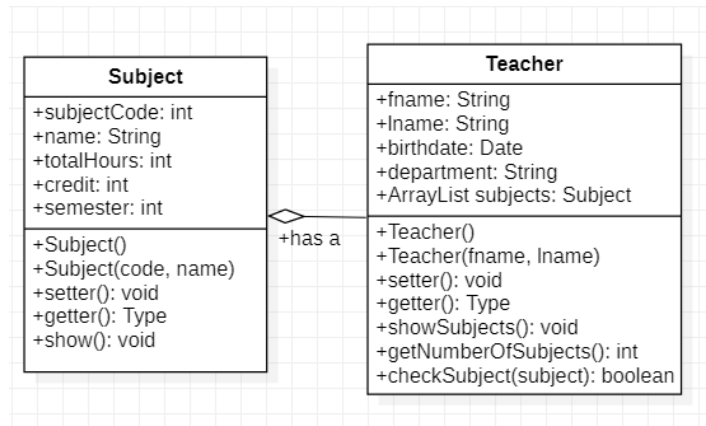 Subject
+subjectCode: int
+name: String
+totalHours: int
+credit: int
+semester: int
+Subject()
+Subject(code, name)
+setter(): void
+getter(): Type
+show(): void
+has a
Teacher
+fname: String
+lname: String
+birthdate: Date
+department: String
+ArrayList subjects: Subject
+Teacher()
+Teacher(fname, lname)
+setter(): void
+getter(): Type
+showSubjects(): void
+getNumberOfSubjects(): int
+checkSubject(subject): boolean